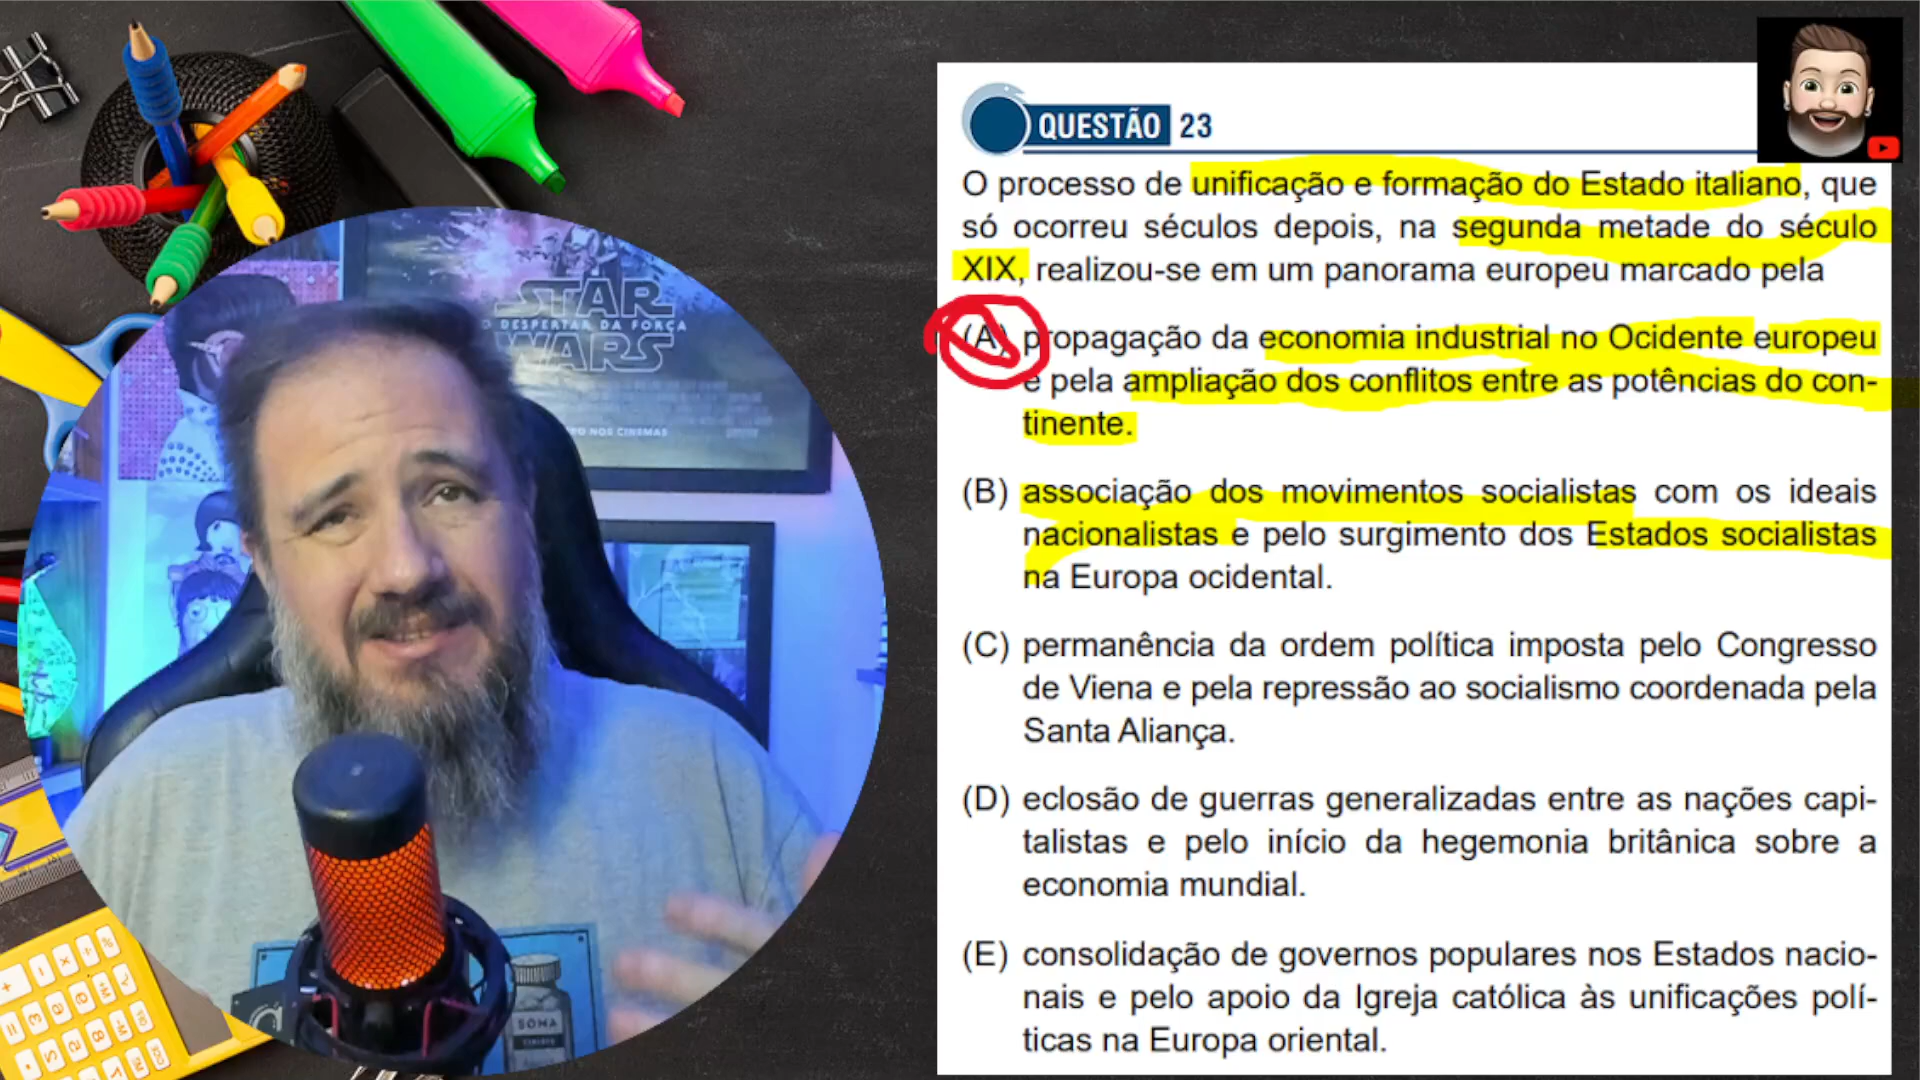 STAR
O DESPERTAR DA FORÇA
WARS
NOS CINEMAS
SOMA
QUESTÃO 23
O processo de unificação e formação do Estado italiano, que
só ocorreu séculos depois, na segunda metade do século
XIX, realizou-se em um panorama europeu marcado pela
(A) propagação da economia industrial no Ocidente europeu
e pela ampliação dos conflitos entre as potências do con-
tinente.
(B) associação dos movimentos socialistas com os ideais
nacionalistas e pelo surgimento dos Estados socialistas
na Europa ocidental.
(C) permanência da ordem política imposta pelo Congresso
de Viena e pela repressão ao socialismo coordenada pela
Santa Aliança.
(D) eclosão de guerras generalizadas entre as nações capi-
talistas e pelo início da hegemonia britânica sobre a
economia mundial.
(E) consolidação de governos populares nos Estados nacio-
nais e pelo apoio da Igreja católica às unificações polí-
ticas na Europa oriental.